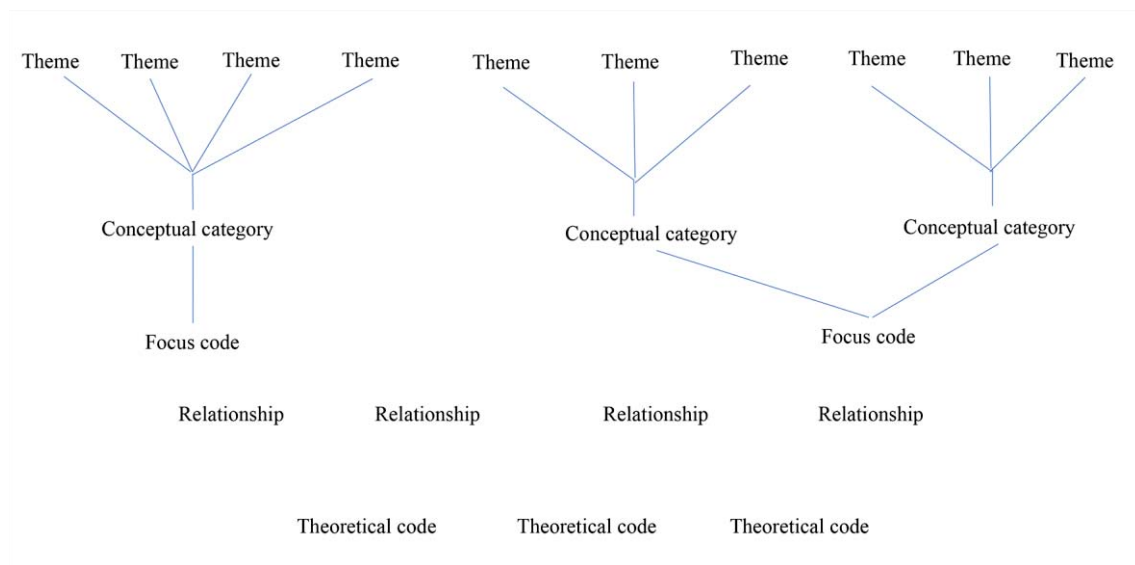 Theme Theme Theme Theme Theme Theme Theme Theme Theme Theme
Conceptual category Conceptual category Conceptual category
Focus code Focus code
Relationship Relationship Relationship Relationship
Theoretical code Theoretical code Theoretical code